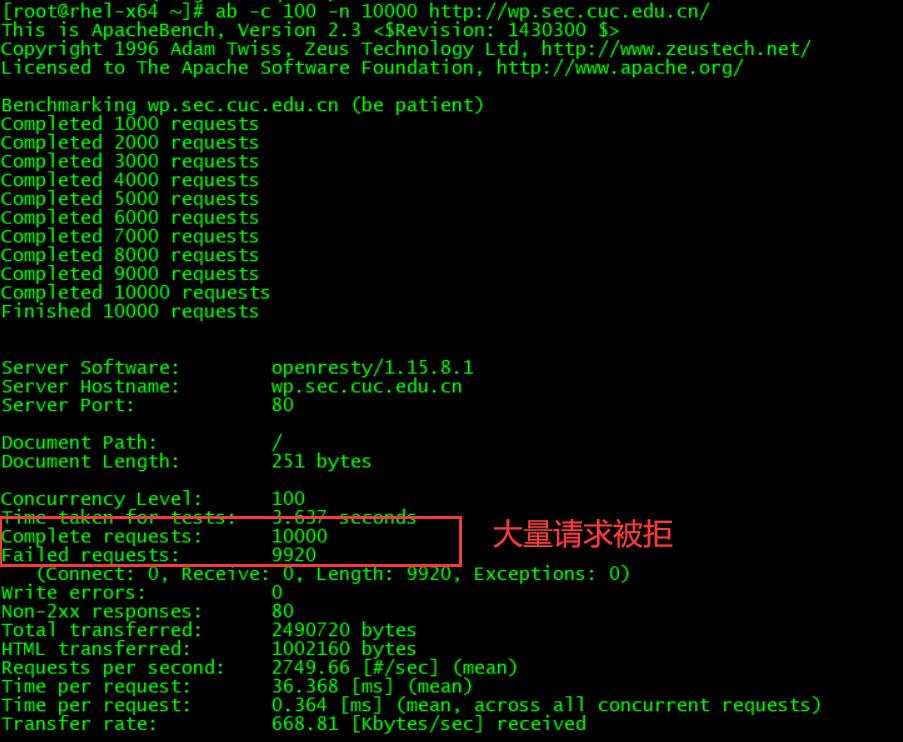 [root@rhel-x64 ~]# ab -c 100 -n 10000 http://wp.sec.cuc.edu.cn/
This is ApacheBench, Version 2.3 <$Revision: 1430300 $>
Copyright 1996 Adam Twiss, Zeus Technology Ltd, http://www.zeustech.net/
Licensed to The Apache Software Foundation, http://www.apache.org/

Benchmarking wp.sec.cuc.edu.cn (be patient)
Completed 1000 requests
Completed 2000 requests
Completed 3000 requests
Completed 4000 requests
Completed 5000 requests
Completed 6000 requests
Completed 7000 requests
Completed 8000 requests
Completed 9000 requests
Completed 10000 requests
Finished 10000 requests

Server Software: openresty/1.15.8.1
Server Hostname: wp.sec.cuc.edu.cn
Server Port: 80

Document Path: /
Document Length: 251 bytes

Concurrency Level: 100
Time taken for tests: 3.637 seconds
Complete requests: 10000
大量请求被拒
Failed requests: 9920
(Connect: 0, Receive: 0, Length: 9920, Exceptions: 0)
Write errors: 0
Non-2xx responses: 80
Total transferred: 2490720 bytes
HTML transferred: 1002160 bytes
Requests per second: 2749.66 [#/sec] (mean)
Time per request: 36.368 [ms] (mean)
Time per request: 0.364 [ms] (mean, across all concurrent requests)
Transfer rate: 668.81 [Kbytes/sec] received